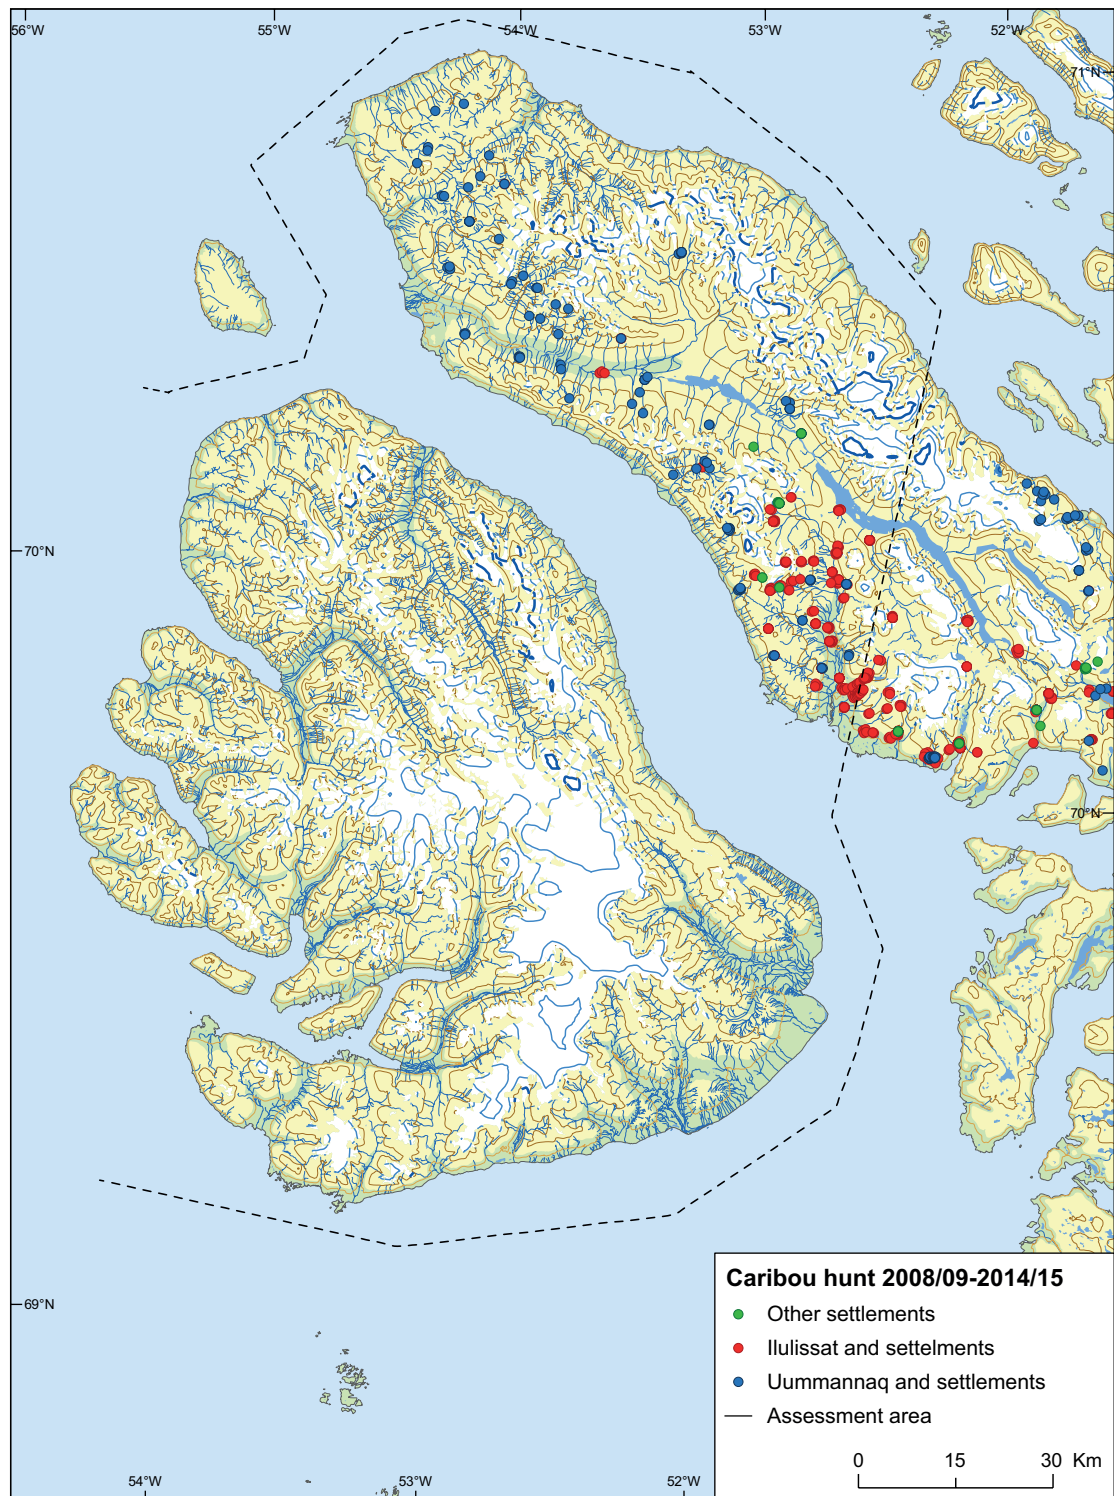 56°W
55°W
54°W
53°W
52°W
71°N
70°N
70°N
69°N
54°W
53°W
52°W
Caribou hunt 2008/09-2014/15
Other settlements
Ilulissat and settelments
Uummannaq and settlements
Assessment area
0 15 30 Km